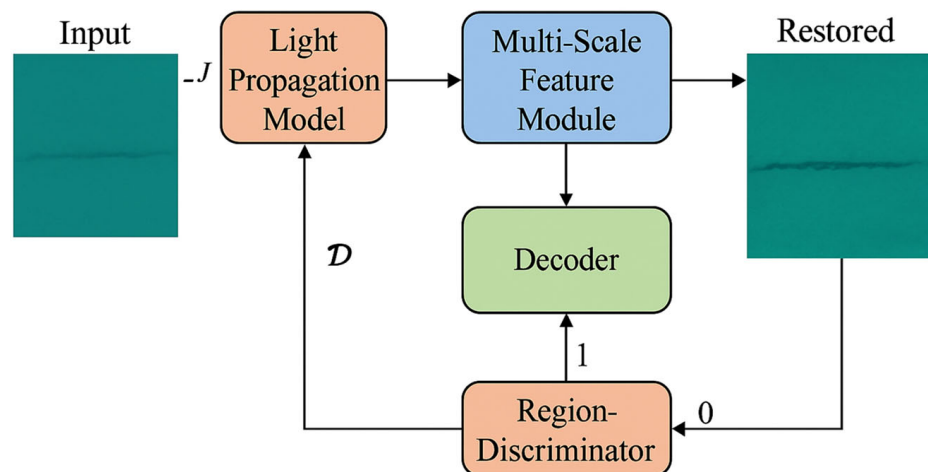 Input
-J
Light
Propagation
Model
Multi-Scale
Feature
Module
Restored
𝒟
Decoder
1
0
Region-
Discriminator